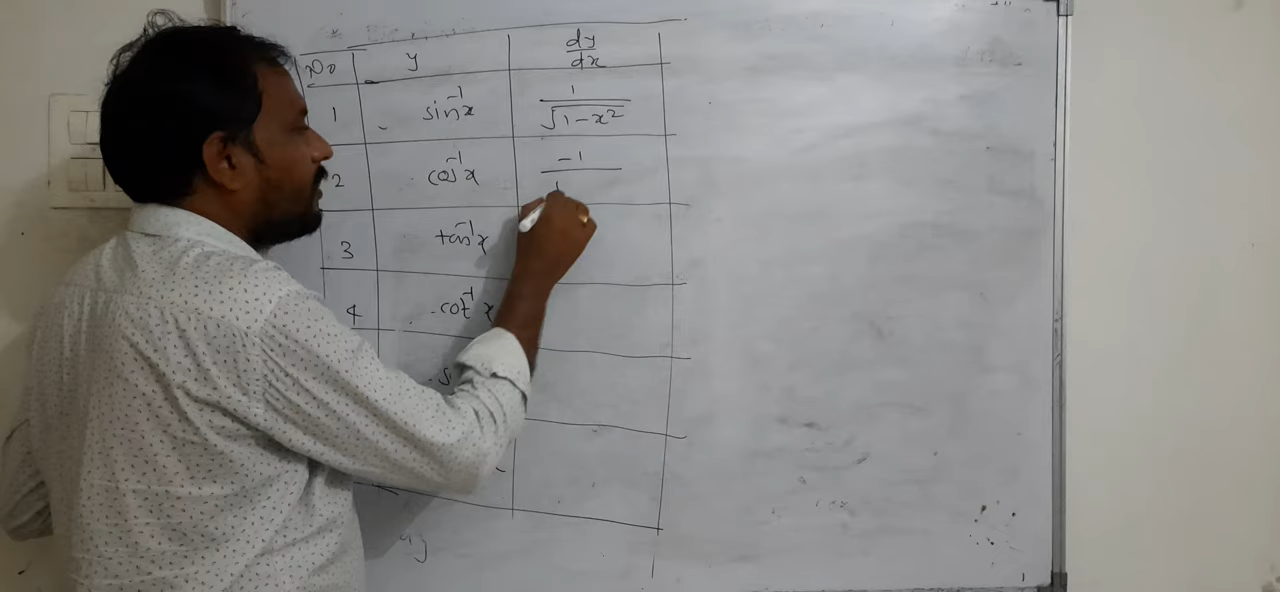 No y dy/dx
1 sin⁻¹x 1/√(1-x²)
2 cos⁻¹x -1/
3 tan⁻¹x
4 cot⁻¹x